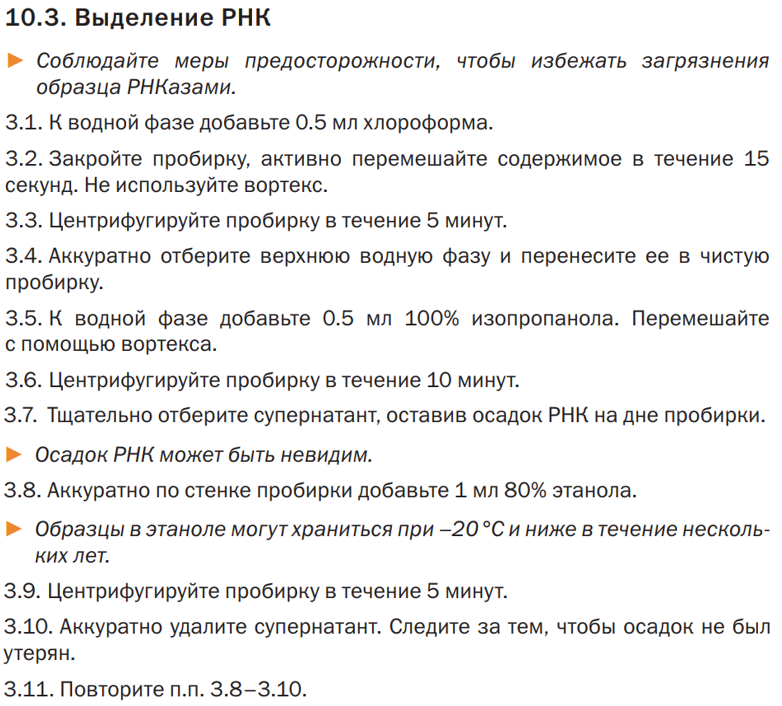 10.3. Выделение РНК
► Соблюдайте меры предосторожности, чтобы избежать загрязнения
образца РНКазами.
3.1. К водной фазе добавьте 0.5 мл хлороформа.
3.2. Закройте пробирку, активно перемешайте содержимое в течение 15
секунд. Не используйте вортекс.
3.3. Центрифугируйте пробирку в течение 5 минут.
3.4. Аккуратно отберите верхнюю водную фазу и перенесите ее в чистую
пробирку.
3.5. К водной фазе добавьте 0.5 мл 100% изопропанола. Перемешайте
с помощью вортекса.
3.6. Центрифугируйте пробирку в течение 10 минут.
3.7. Тщательно отберите супернатант, оставив осадок РНК на дне пробирки.
► Осадок РНК может быть невидим.
3.8. Аккуратно по стенке пробирки добавьте 1 мл 80% этанола.
► Образцы в этаноле могут храниться при –20 °C и ниже в течение несколь-
ких лет.
3.9. Центрифугируйте пробирку в течение 5 минут.
3.10. Аккуратно удалите супернатант. Следите за тем, чтобы осадок не был
утерян.
3.11. Повторите п.п. 3.8–3.10.